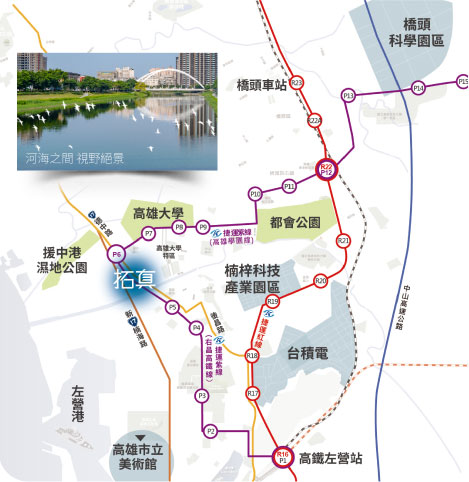 橋頭
科學園區
橋頭車站
R23
P15
P14
P13
R22A
河海之間 視野絕景
R22
P12
P11
P10
高雄大學
都會公園
P9
P8
P7
捷運紫線
(高雄學園線)
高雄大學
特區
P6
援中港
濕地公園
R21
楠梓科技
產業園區
拓真
R20
R19
捷運紅線
中山高速公路
P5
P4
後昌路
捷運紫線
(右昌高鐵線)
台積電
R18
R17
P3
P2
左營港
高雄市立
美術館
R16
P1
高鐵左營站